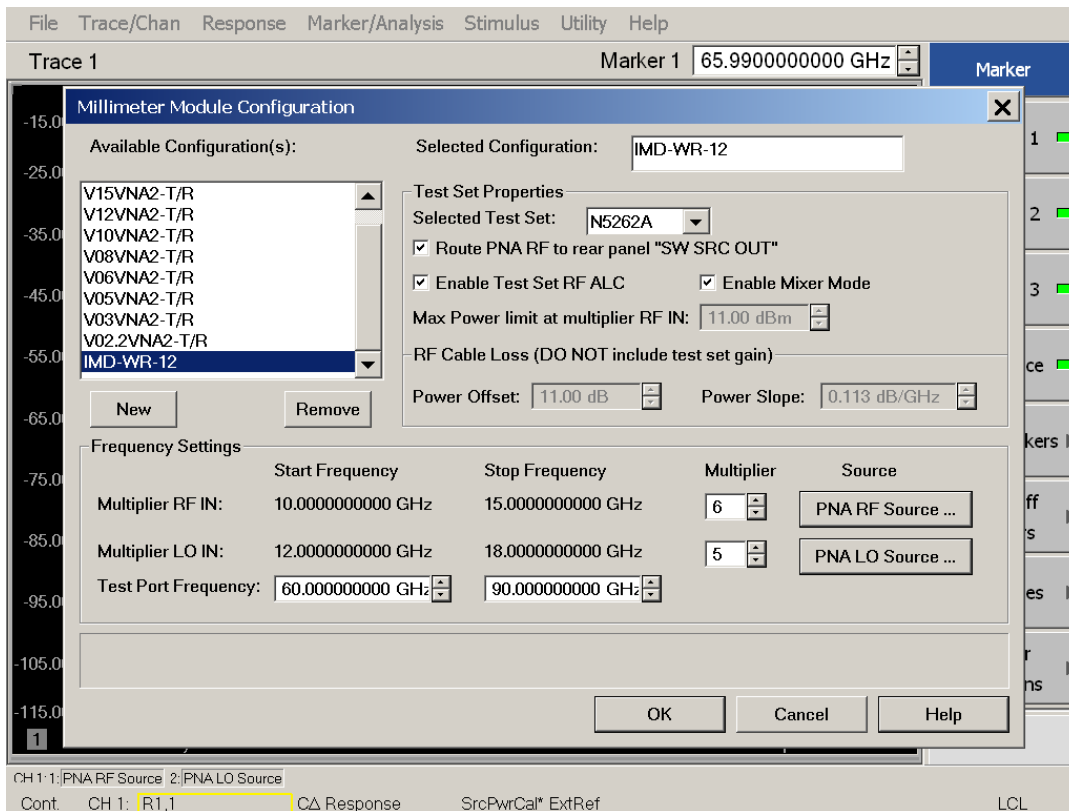 File Trace/Chan Response Marker/Analysis Stimulus Utility Help
Trace 1 Marker 1 65.9900000000 GHz
Marker
Millimeter Module Configuration
Available Configuration(s): Selected Configuration: IMD-WR-12
V15VNA2-T/R
V12VNA2-T/R
V10VNA2-T/R
V08VNA2-T/R
V06VNA2-T/R
V05VNA2-T/R
V03VNA2-T/R
V02.2VNA2-T/R
IMD-WR-12
New Remove
Test Set Properties
Selected Test Set: N5262A
Route PNA RF to rear panel "SW SRC OUT"
Enable Test Set RF ALC Enable Mixer Mode
Max Power limit at multiplier RF IN: 11.00 dBm
RF Cable Loss (DO NOT include test set gain)
Power Offset: 11.00 dB Power Slope: 0.113 dB/GHz
Frequency Settings
Start Frequency Stop Frequency Multiplier Source
Multiplier RF IN: 10.0000000000 GHz 15.0000000000 GHz 6 PNA RF Source ...
Multiplier LO IN: 12.0000000000 GHz 18.0000000000 GHz 5 PNA LO Source ...
Test Port Frequency: 60.000000000 GHz 90.000000000 GHz
OK Cancel Help
-15.0
-25.0
-35.0
-45.0
-55.0
-65.0
-75.0
-85.0
-95.0
-105.0
-115.0
1
1
2
3
ce
kers
ff
rs
es
r
ns
CH 1: 1: PNA RF Source 2: PNA LO Source
Cont. CH 1: R1,1 CΔ Response SrcPwrCal* ExtRef LCL